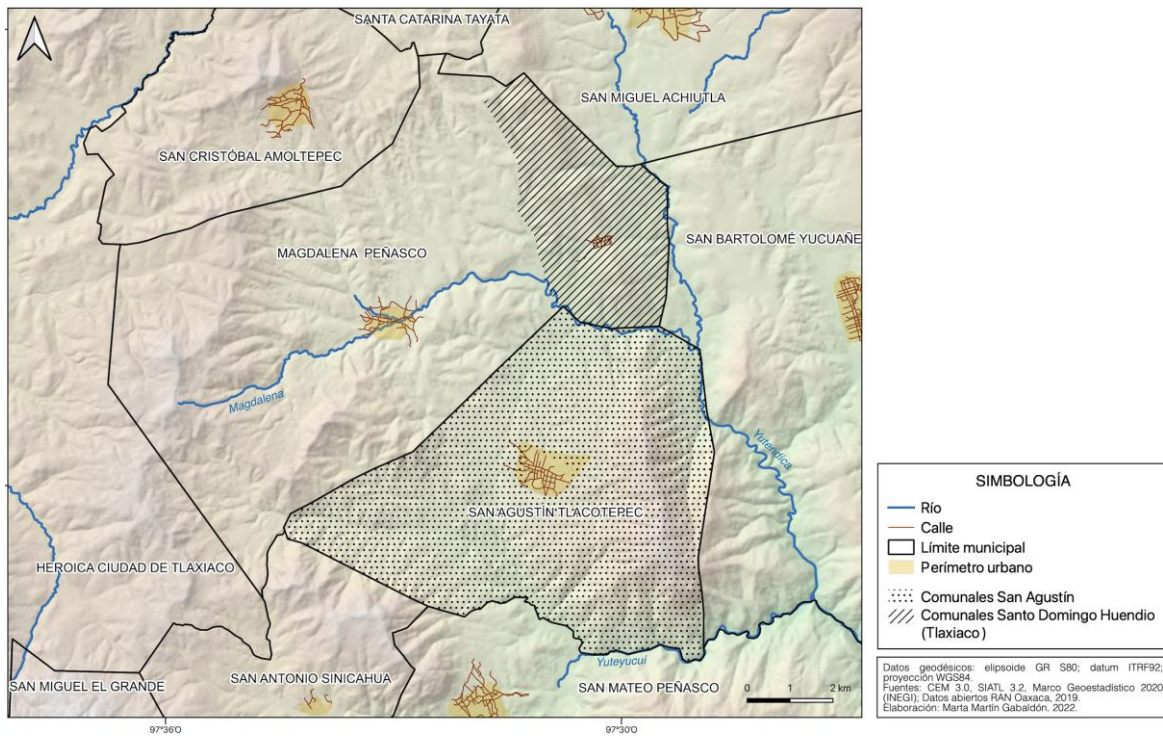 SANTA CATARINA TAYATA
SAN MIGUEL ACHIUTLA
SAN CRISTÓBAL AMOLTEPEC
SAN BARTOLOMÉ YUCUAÑE
MAGDALENA PEÑASCO
Magdalena
Yutendica
SAN AGUSTÍN TLACOTEPEC
HEROICA CIUDAD DE TLAXIACO
Yuteyucuí
SAN MIGUEL EL GRANDE
SAN ANTONIO SINICAHUA
SAN MATEO PEÑASCO
0 1 2 km
97°36'0 97°30'0
SIMBOLOGÍA
Río
Calle
Límite municipal
Perímetro urbano
Comunales San Agustín
Comunales Santo Domingo Huendio
(Tlaxiaco)
Datos geodésicos: elipsoide GR S80; datum ITRF92;
proyección WGS84.
Fuentes: CEM 3.0, SIATL 3.2, Marco Geoestadístico 2020
(INEGI); Datos abiertos RAN Oaxaca, 2019.
Elaboración: Marta Martín Gabaldón. 2022.